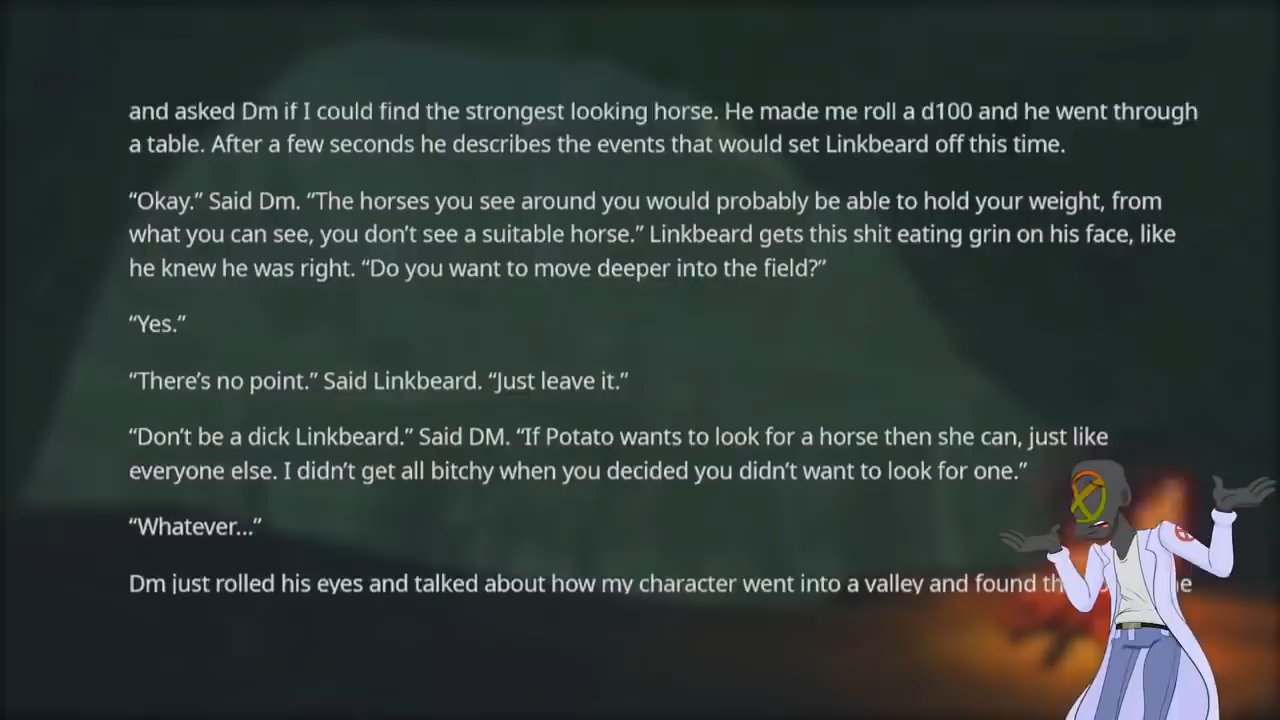 and asked Dm if I could find the strongest looking horse. He made me roll a d100 and he went through
a table. After a few seconds he describes the events that would set Linkbeard off this time.
“Okay.” Said Dm. “The horses you see around you would probably be able to hold your weight, from
what you can see, you don’t see a suitable horse.” Linkbeard gets this shit eating grin on his face, like
he knew he was right. “Do you want to move deeper into the field?”
“Yes.”
“There’s no point.” Said Linkbeard. “Just leave it.”
“Don’t be a dick Linkbeard.” Said DM. “If Potato wants to look for a horse then she can, just like
everyone else. I didn’t get all bitchy when you decided you didn’t want to look for one.”
“Whatever…”
Dm just rolled his eyes and talked about how my character went into a valley and found